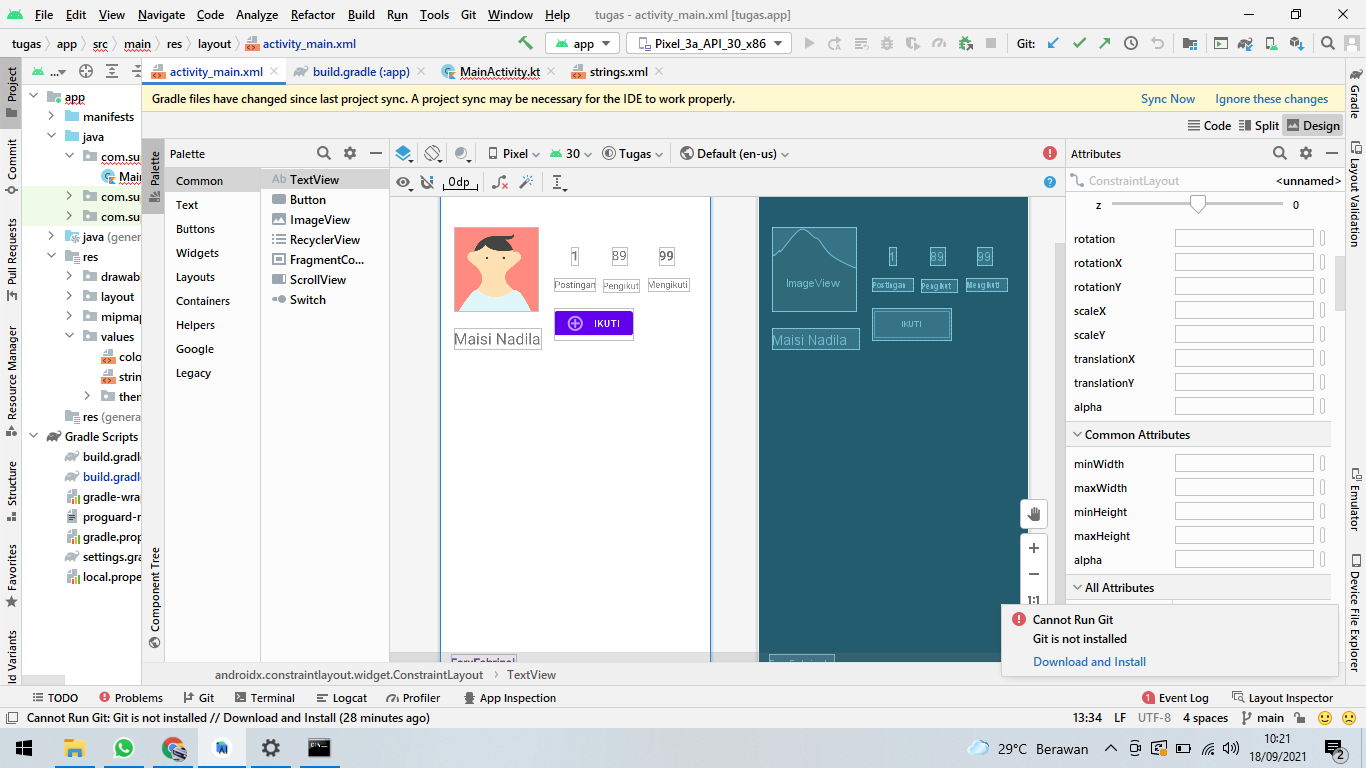 File Edit View Navigate Code Analyze Refactor Build Run Tools Git Window Help tugas - activity_main.xml [tugas.app]
tugas app src main res layout activity_main.xml app Pixel_3a_API_30_x86 Git:
activity_main.xml build.gradle (:app) MainActivity.kt strings.xml
Gradle files have changed since last project sync. A project sync may be necessary for the IDE to work properly. Sync Now Ignore these changes
Code Split Design
Project
Commit
Pull Requests
Resource Manager
Structure
Favorites
ld Variants
...
app
manifests
java
com.su
Mai
com.su
com.su
java (gener
res
drawab
layout
mipmap
values
colo
strin
then
res (genera
Gradle Scripts
build.gradl
build.gradl
gradle-wra
proguard-r
gradle.prop
settings.gra
local.prope
Palette
Component Tree
Palette
Common
Text
Buttons
Widgets
Layouts
Containers
Helpers
Google
Legacy
Ab TextView
Button
ImageView
RecyclerView
FragmentCo...
ScrollView
Switch
Pixel 30 Tugas Default (en-us)
0dp
1 89 99
Postingan Pengikut Mengikuti
IKUTI
Maisi Nadila
ImageView
1 89 99
Postingan Pengikut Mengikuti
IKUTI
Maisi Nadila
1:1
Attributes
ConstraintLayout <unnamed>
z 0
rotation
rotationX
rotationY
scaleX
scaleY
translationX
translationY
alpha
Common Attributes
minWidth
maxWidth
minHeight
maxHeight
alpha
All Attributes
Gradle
Layout Validation
Emulator
Device File Explorer
Cannot Run Git
Git is not installed
Download and Install
androidx.constraintlayout.widget.ConstraintLayout TextView
TODO Problems Git Terminal Logcat Profiler App Inspection 1 Event Log Layout Inspector
Cannot Run Git: Git is not installed // Download and Install (28 minutes ago) 13:34 LF UTF-8 4 spaces main
29°C Berawan 10:21
18/09/2021 2